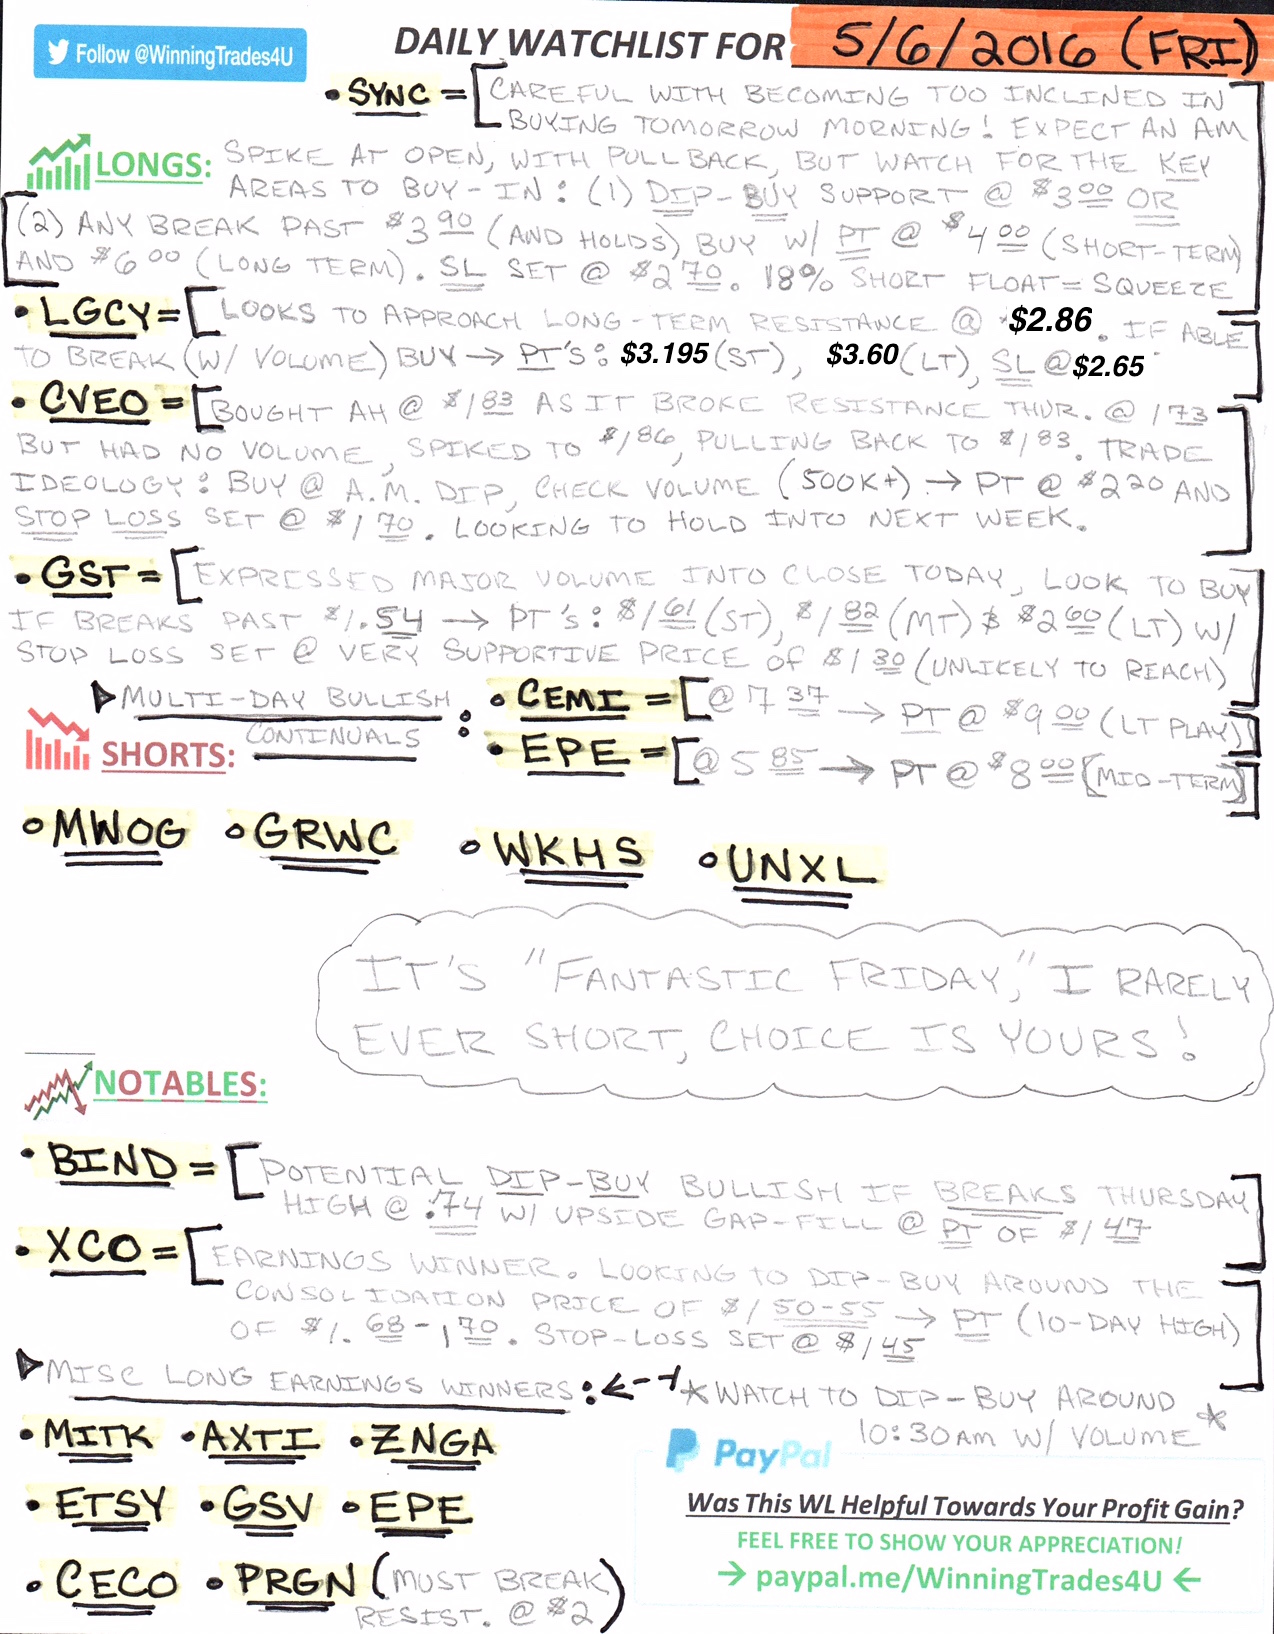 Follow @WinningTrades4U
DAILY WATCHLIST FOR 5/6/2016 (FRI)
• SYNC = [CAREFUL WITH BECOMING TOO INCLINED IN
BUYING TOMORROW MORNING! EXPECT AN AM
LONGS: SPIKE AT OPEN, WITH PULLBACK, BUT WATCH FOR THE KEY
AREAS TO BUY-IN: (1) DIP-BUY SUPPORT @ $3.00 OR
(2) ANY BREAK PAST $3.90 (AND HOLDS) BUY W/ PT @ $4.00 (SHORT-TERM)
AND $6.00 (LONG TERM). SL SET @ $2.70. 18% SHORT FLOAT = SQUEEZE]
• LGCY = [LOOKS TO APPROACH LONG-TERM RESISTANCE @ $2.86. IF ABLE
TO BREAK (W/ VOLUME) BUY → PT'S: $3.195 (ST), $3.60 (LT), SL @ $2.65]
• CVEO = [BOUGHT AH @ $1.83 AS IT BROKE RESISTANCE THUR. @ 1.73
BUT HAD NO VOLUME, SPIKED TO $1.86, PULLING BACK TO $1.83. TRADE
IDEOLOGY: BUY @ A.M. DIP, CHECK VOLUME (500K+) → PT @ $2.20 AND
STOP LOSS SET @ $1.70. LOOKING TO HOLD INTO NEXT WEEK.]
• GST = [EXPRESSED MAJOR VOLUME INTO CLOSE TODAY, LOOK TO BUY
IF BREAKS PAST $1.54 → PT'S: $1.61 (ST), $1.82 (MT) & $2.60 (LT) W/
STOP LOSS SET @ VERY SUPPORTIVE PRICE OF $1.30 (UNLIKELY TO REACH)]
MULTI-DAY BULLISH CONTINUALS : • CEMI = [@ 7.37 → PT @ $9.00 (LT PLAY)]
• EPE = [@ 5.85 → PT @ $8.00 (MID-TERM)]
SHORTS:
• MWOG • GRWC • WKHS • UNXL
IT'S "FANTASTIC FRIDAY," I RARELY
EVER SHORT, CHOICE IS YOURS!
NOTABLES:
• BIND = [POTENTIAL DIP-BUY BULLISH IF BREAKS THURSDAY
HIGH @ .74 W/ UPSIDE GAP-FILL @ PT OF $1.47]
• XCO = [EARNINGS WINNER. LOOKING TO DIP-BUY AROUND THE
CONSOLIDATION PRICE OF $1.50-55 → PT (10-DAY HIGH)
OF $1.68-1.70. STOP-LOSS SET @ $1.45]
MISC LONG EARNINGS WINNERS : ← * WATCH TO DIP-BUY AROUND
10:30AM W/ VOLUME *
• MITK • AXTI • ZNGA
• ETSY • GSV • EPE
• CECO • PRGN (MUST BREAK
RESIST. @ $2)
PayPal
Was This WL Helpful Towards Your Profit Gain?
FEEL FREE TO SHOW YOUR APPRECIATION!
→ paypal.me/WinningTrades4U ←